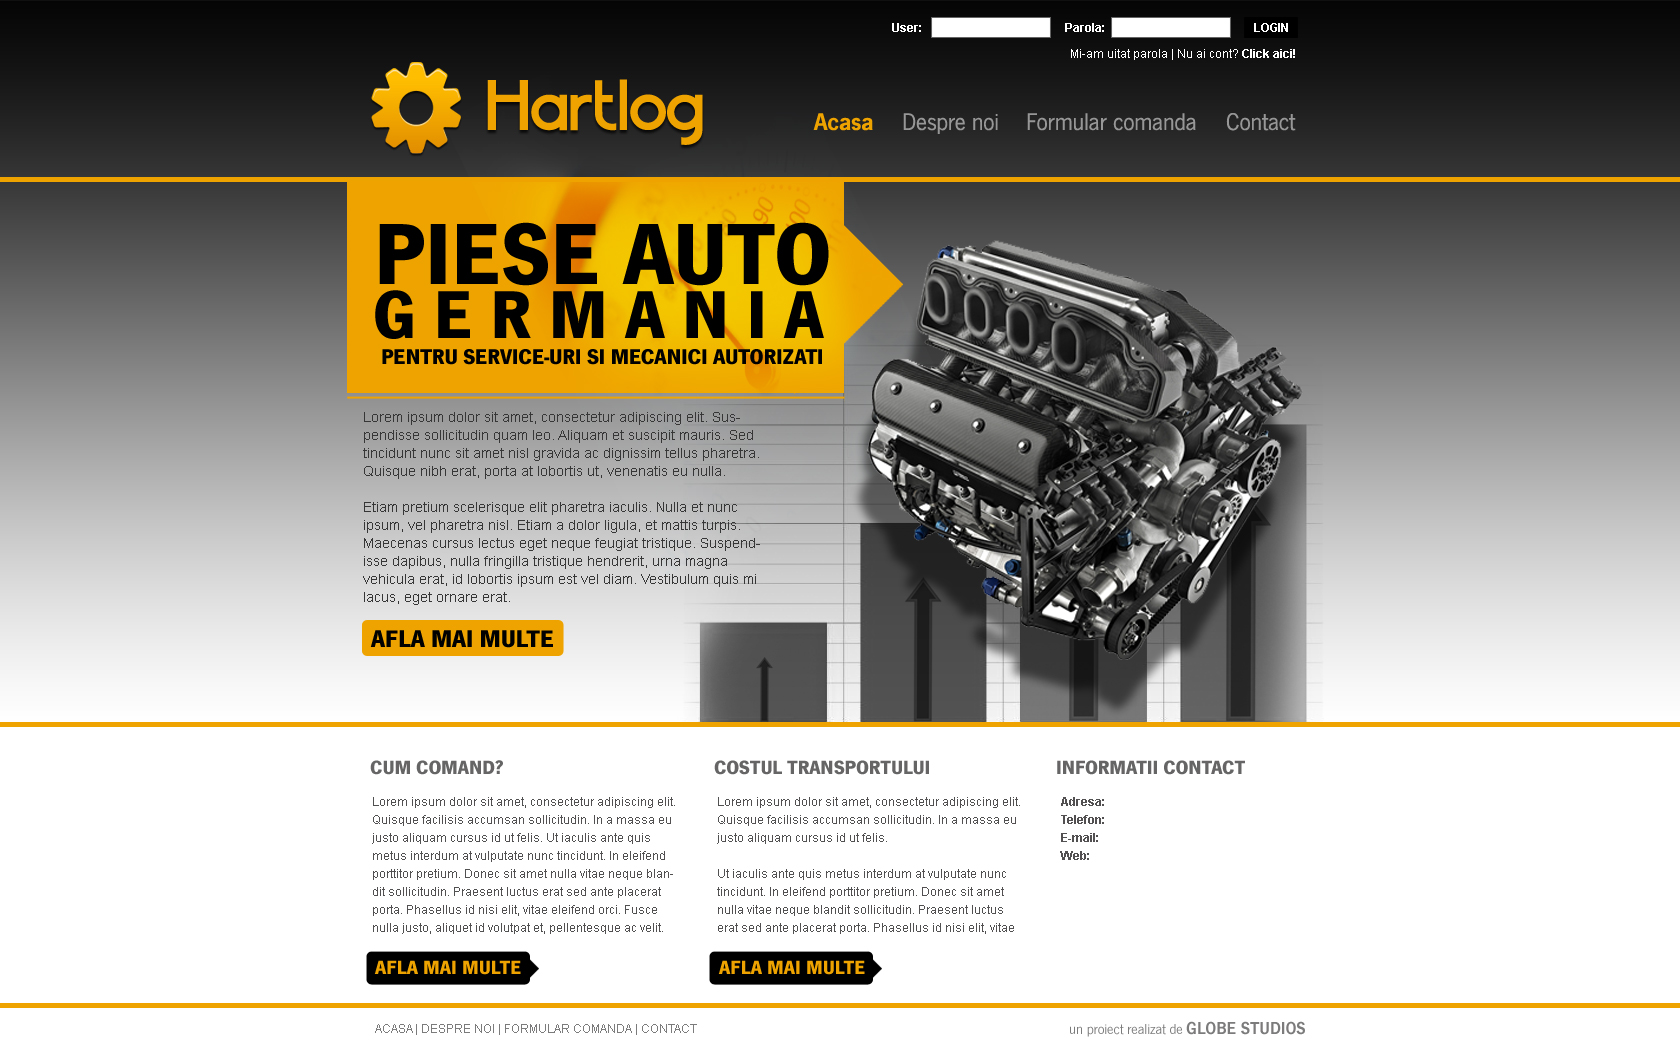 User: Parola: LOGIN
Mi-am uitat parola | Nu ai cont? Click aici!
Hartlog
Acasa Despre noi Formular comanda Contact
90
PIESE AUTO
GERMANIA
PENTRU SERVICE-URI SI MECANICI AUTORIZATI
Lorem ipsum dolor sit amet, consectetur adipiscing elit. Sus-
pendisse sollicitudin quam leo. Aliquam et suscipit mauris. Sed
tincidunt nunc sit amet nisl gravida ac dignissim tellus pharetra.
Quisque nibh erat, porta at lobortis ut, venenatis eu nulla.
Etiam pretium scelerisque elit pharetra iaculis. Nulla et nunc
ipsum, vel pharetra nisl. Etiam a dolor ligula, et mattis turpis.
Maecenas cursus lectus eget neque feugiat tristique. Suspend-
isse dapibus, nulla fringilla tristique hendrerit, urna magna
vehicula erat, id lobortis ipsum est vel diam. Vestibulum quis mi
lacus, eget ornare erat.
AFLA MAI MULTE
CUM COMAND?
Lorem ipsum dolor sit amet, consectetur adipiscing elit.
Quisque facilisis accumsan sollicitudin. In a massa eu
justo aliquam cursus id ut felis. Ut iaculis ante quis
metus interdum at vulputate nunc tincidunt. In eleifend
porttitor pretium. Donec sit amet nulla vitae neque blan-
dit sollicitudin. Praesent luctus erat sed ante placerat
porta. Phasellus id nisi elit, vitae eleifend orci. Fusce
nulla justo, aliquet id volutpat et, pellentesque ac velit.
AFLA MAI MULTE
COSTUL TRANSPORTULUI
Lorem ipsum dolor sit amet, consectetur adipiscing elit.
Quisque facilisis accumsan sollicitudin. In a massa eu
justo aliquam cursus id ut felis.
Ut iaculis ante quis metus interdum at vulputate nunc
tincidunt. In eleifend porttitor pretium. Donec sit amet
nulla vitae neque blandit sollicitudin. Praesent luctus
erat sed ante placerat porta. Phasellus id nisi elit, vitae
AFLA MAI MULTE
INFORMATII CONTACT
Adresa:
Telefon:
E-mail:
Web:
ACASA | DESPRE NOI | FORMULAR COMANDA | CONTACT
un proiect realizat de GLOBE STUDIOS